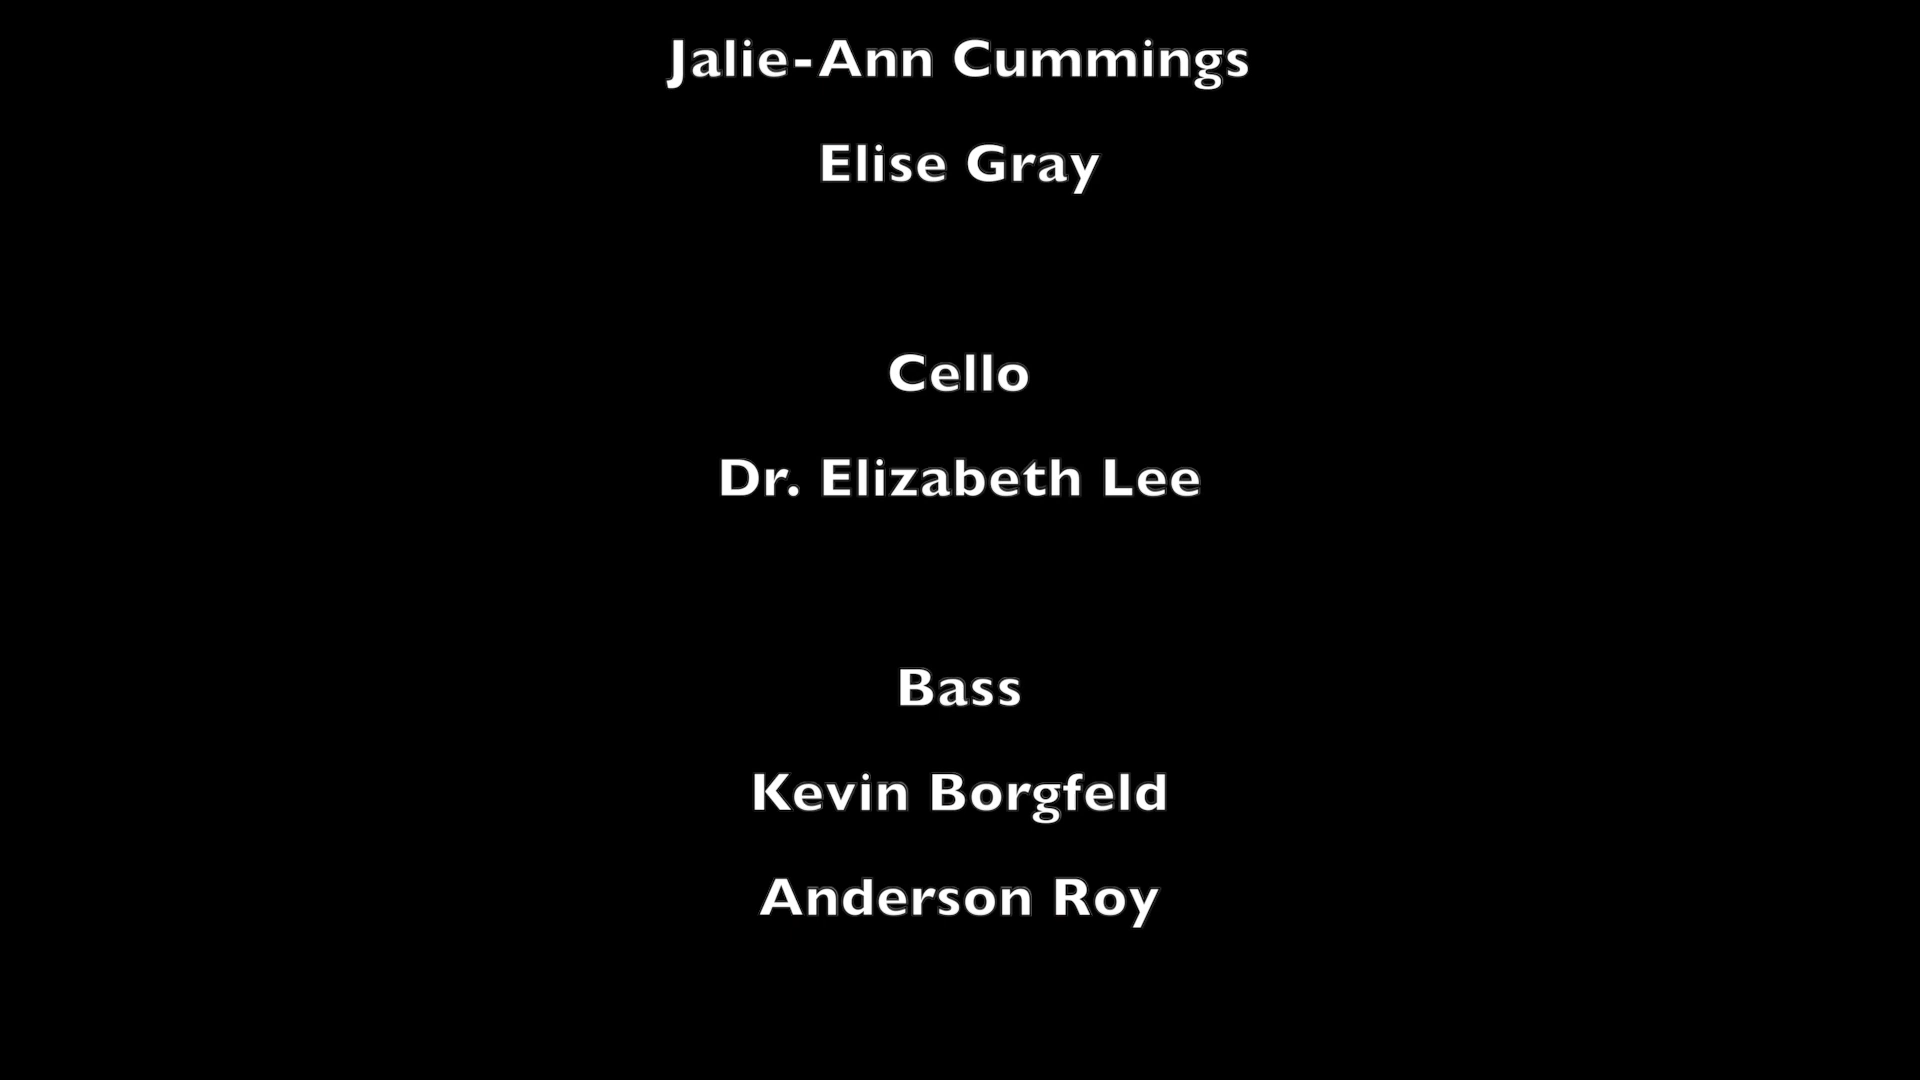 Jalie-Ann Cummings
Elise Gray
Cello
Dr. Elizabeth Lee
Bass
Kevin Borgfeld
Anderson Roy